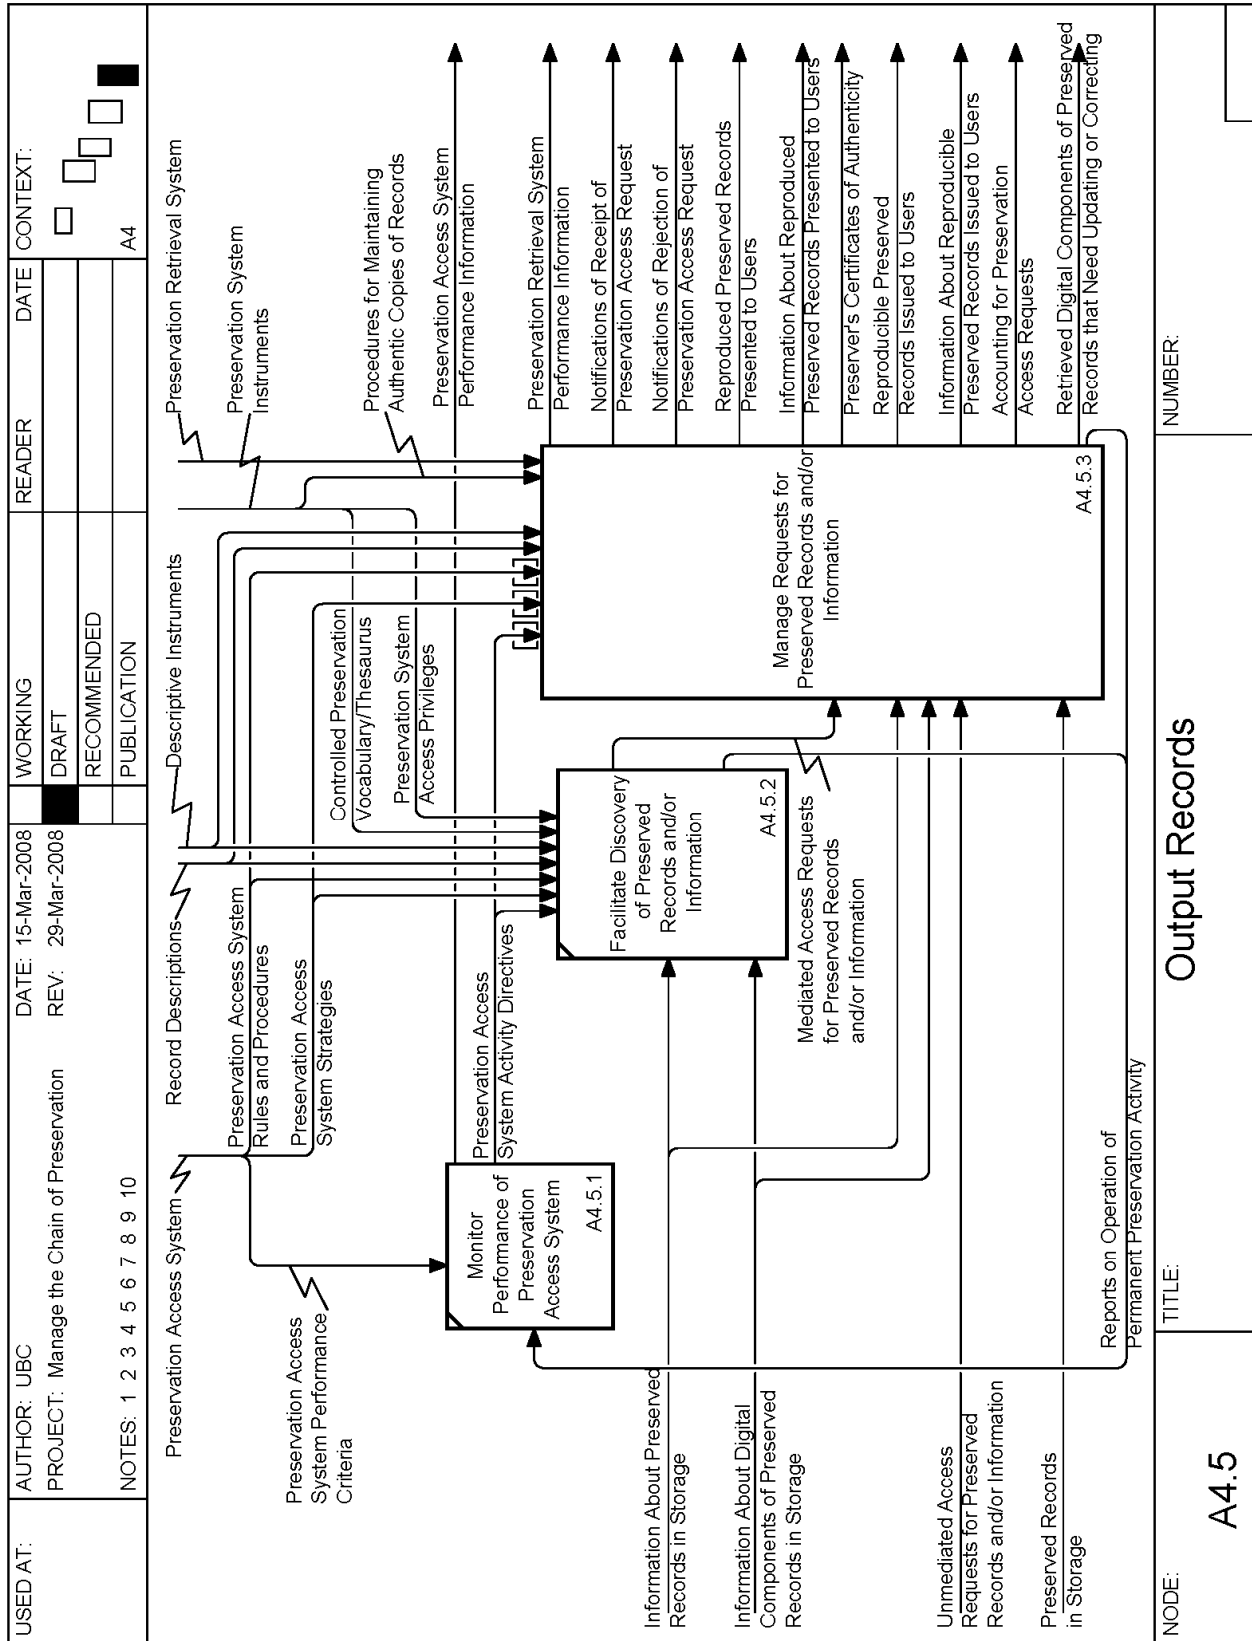 USED AT:
AUTHOR: UBC
PROJECT: Manage the Chain of Preservation
NOTES: 1 2 3 4 5 6 7 8 9 10
DATE: 15-Mar-2008
REV: 29-Mar-2008
WORKING
DRAFT
RECOMMENDED
PUBLICATION
READER
DATE
CONTEXT:
A4
Preservation Access System
Record Descriptions
Descriptive Instruments
Preservation Retrieval System
Preservation System
Instruments
Preservation Access System
Rules and Procedures
Preservation Access
System Strategies
Preservation Access
System Performance
Criteria
Controlled Preservation
Vocabulary/Thesaurus
Preservation System
Access Privileges
Procedures for Maintaining
Authentic Copies of Records
Monitor
Performance of
Preservation
Access System
A4.5.1
Preservation Access
System Activity Directives
Facilitate Discovery
of Preserved
Records and/or
Information
A4.5.2
Mediated Access Requests
for Preserved Records
and/or Information
Manage Requests for
Preserved Records and/or
Information
A4.5.3
Preservation Access System
Performance Information
Preservation Retrieval System
Performance Information
Notifications of Receipt of
Preservation Access Request
Notifications of Rejection of
Preservation Access Request
Reproduced Preserved Records
Presented to Users
Information About Reproduced
Preserved Records Presented to Users
Preserver's Certificates of Authenticity
Reproducible Preserved
Records Issued to Users
Information About Reproducible
Preserved Records Issued to Users
Accounting for Preservation
Access Requests
Retrieved Digital Components of Preserved
Records that Need Updating or Correcting
Information About Preserved
Records in Storage
Information About Digital
Components of Preserved
Records in Storage
Unmediated Access
Requests for Preserved
Records and/or Information
Preserved Records
in Storage
Reports on Operation of
Permanent Preservation Activity
NODE:
A4.5
TITLE:
Output Records
NUMBER: